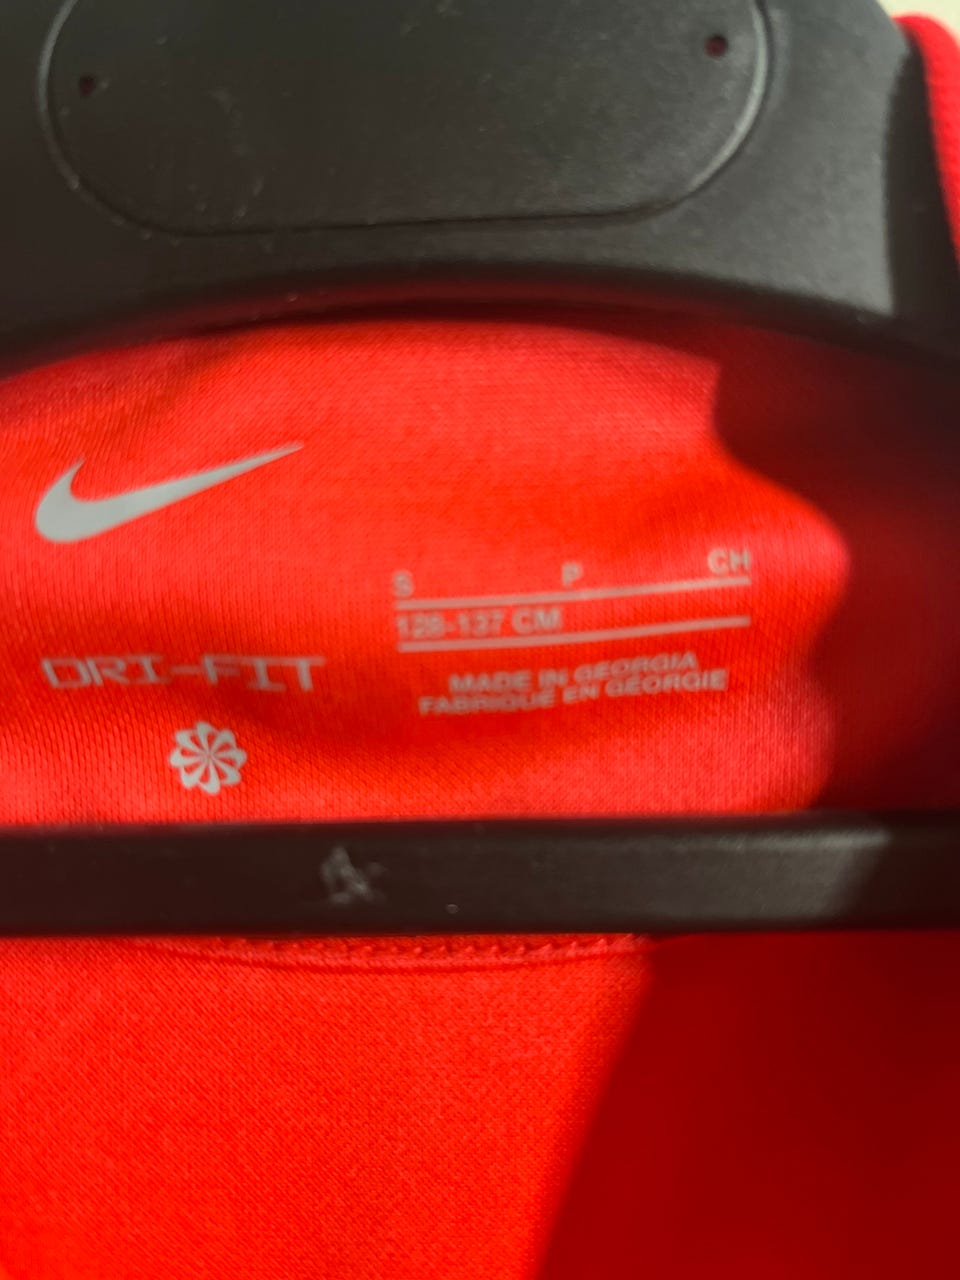 S P CH
128-137 CM
MADE IN GEORGIA
FABRIQUÉ EN GÉORGIE
DRI-FIT